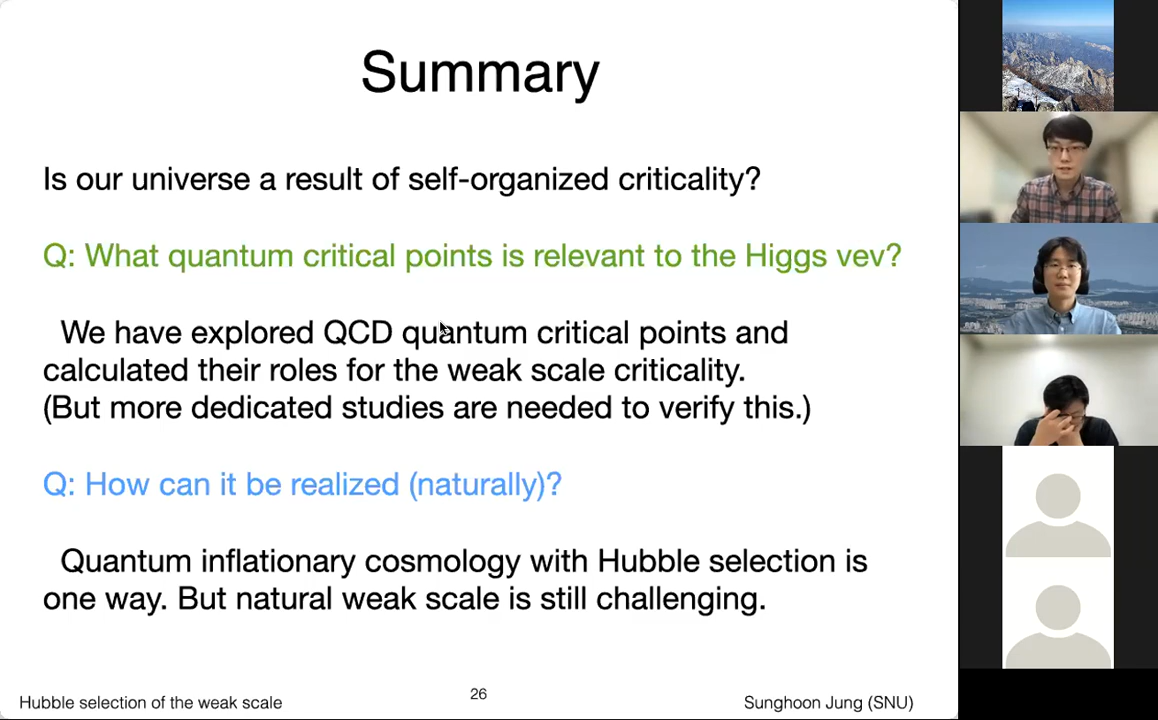 Summary
Is our universe a result of self-organized criticality?
Q: What quantum critical points is relevant to the Higgs vev?
We have explored QCD quantum critical points and
calculated their roles for the weak scale criticality.
(But more dedicated studies are needed to verify this.)
Q: How can it be realized (naturally)?
Quantum inflationary cosmology with Hubble selection is
one way. But natural weak scale is still challenging.
Hubble selection of the weak scale
26
Sunghoon Jung (SNU)